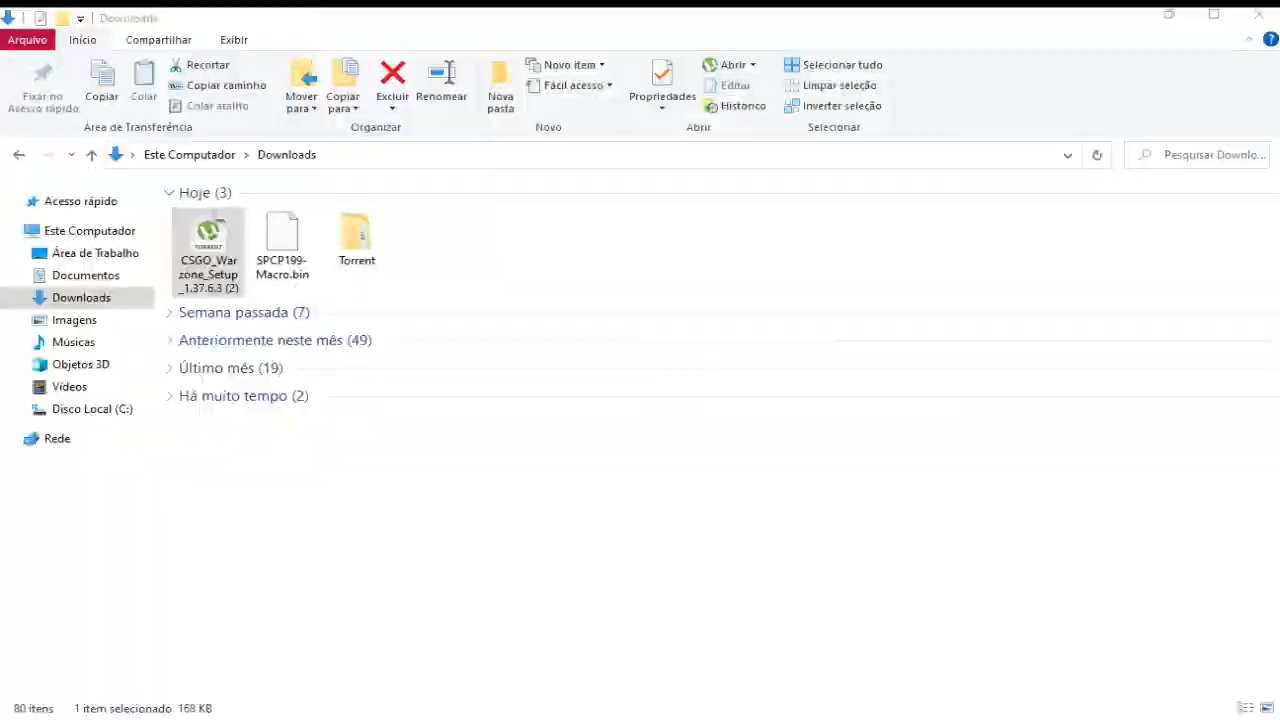 Downloads
Arquivo Início Compartilhar Exibir
Fixar no Acesso rápido
Copiar
Colar
Recortar
Copiar caminho
Colar atalho
Área de Transferência
Mover para
Copiar para
Excluir
Renomear
Organizar
Nova pasta
Novo item
Fácil acesso
Novo
Propriedades
Abrir
Editar
Histórico
Abrir
Selecionar tudo
Limpar seleção
Inverter seleção
Selecionar
Este Computador > Downloads
Pesquisar Downlo...
Acesso rápido
Este Computador
Área de Trabalho
Documentos
Downloads
Imagens
Músicas
Objetos 3D
Vídeos
Disco Local (C:)
Rede
Hoje (3)
TORRENT
CSGO_War
zone_Setup
_1.37.6.3 (2)
SPCP199-
Macro.bin
Torrent
Semana passada (7)
Anteriormente neste mês (49)
Último mês (19)
Há muito tempo (2)
80 itens 1 item selecionado 168 KB